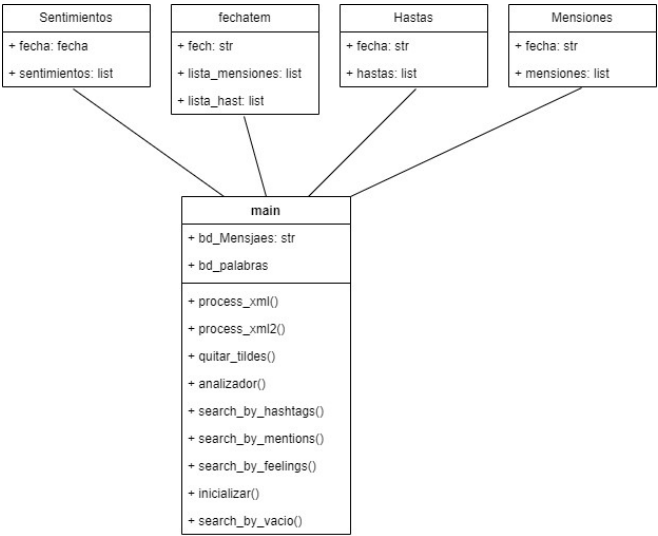 Sentimientos
+ fecha: fecha
+ sentimientos: list
fechatem
+ fech: str
+ lista_mensiones: list
+ lista_hast: list
Hastas
+ fecha: str
+ hastas: list
Mensiones
+ fecha: str
+ mensiones: list
main
+ bd_Mensjaes: str
+ bd_palabras
+ process_xml()
+ process_xml2()
+ quitar_tildes()
+ analizador()
+ search_by_hashtags()
+ search_by_mentions()
+ search_by_feelings()
+ inicializar()
+ search_by_vacio()